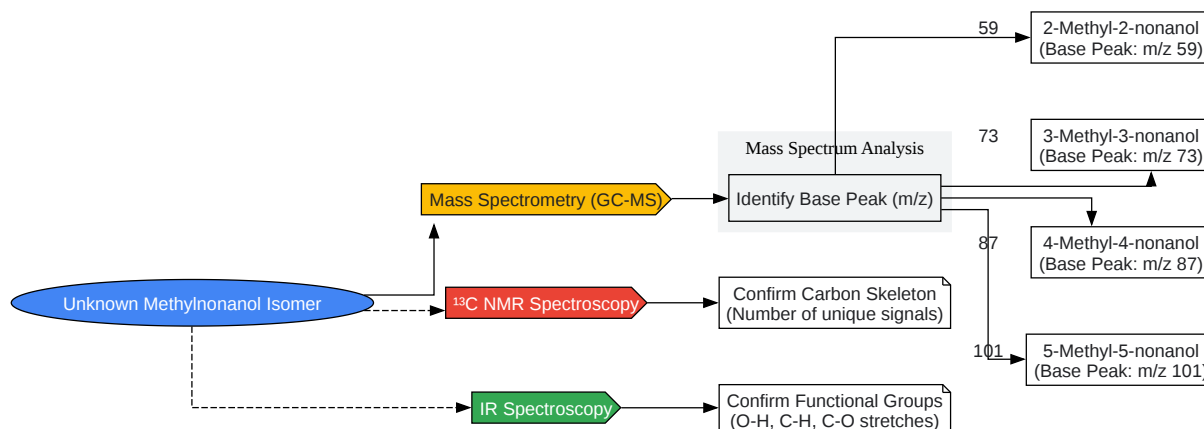 59
2-Methyl-2-nonanol
(Base Peak: m/z 59)
73
3-Methyl-3-nonanol
(Base Peak: m/z 73)
Mass Spectrum Analysis
Mass Spectrometry (GC-MS)
Identify Base Peak (m/z)
87
4-Methyl-4-nonanol
(Base Peak: m/z 87)
Unknown Methylnonanol Isomer
¹³C NMR Spectroscopy
Confirm Carbon Skeleton
(Number of unique signals)
101
5-Methyl-5-nonanol
(Base Peak: m/z 101)
IR Spectroscopy
Confirm Functional Groups
(O-H, C-H, C-O stretches)